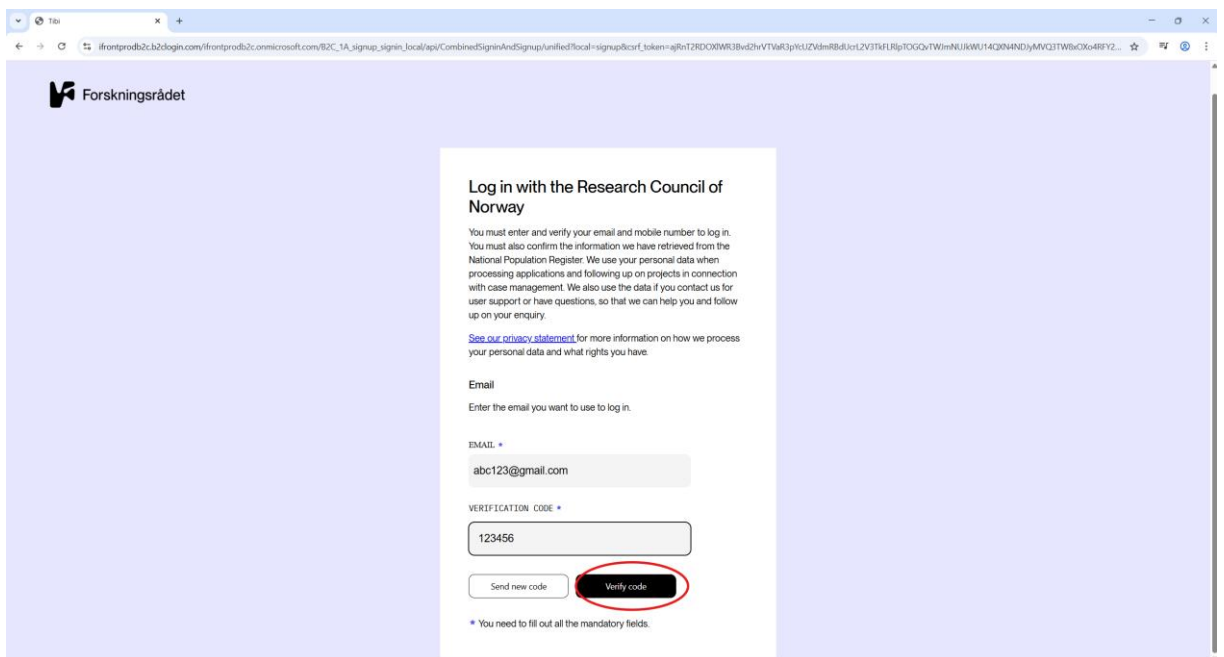 Tibi
Forskningsrådet
Log in with the Research Council of
Norway
You must enter and verify your email and mobile number to log in.
You must also confirm the information we have retrieved from the
National Population Register. We use your personal data when
processing applications and following up on projects in connection
with case management. We also use the data if you contact us for
user support or have questions, so that we can help you and follow
up on your enquiry.
See our privacy statement for more information on how we process
your personal data and what rights you have.
Email
Enter the email you want to use to log in.
EMAIL *
abc123@gmail.com
VERIFICATION CODE *
123456
Send new code Verify code
* You need to fill out all the mandatory fields.